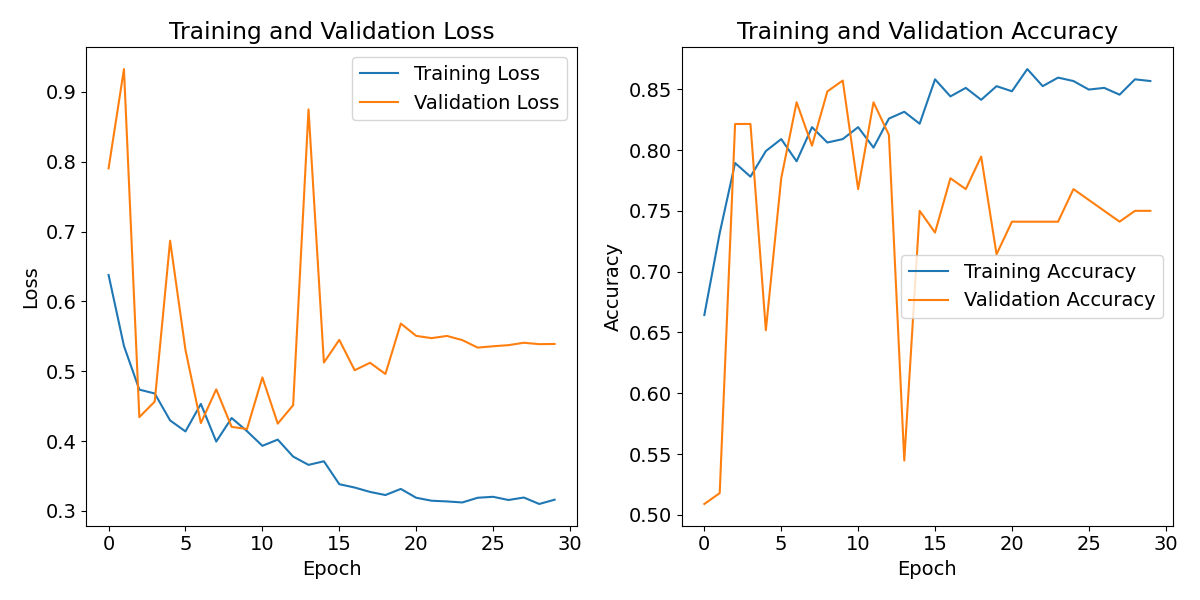 Training and Validation Loss
Training Loss
Validation Loss
0.9
0.8
0.7
0.6
0.5
0.4
0.3
Loss
0 5 10 15 20 25 30
Epoch
Training and Validation Accuracy
0.85
0.80
0.75
0.70
0.65
0.60
0.55
0.50
Accuracy
Training Accuracy
Validation Accuracy
0 5 10 15 20 25 30
Epoch